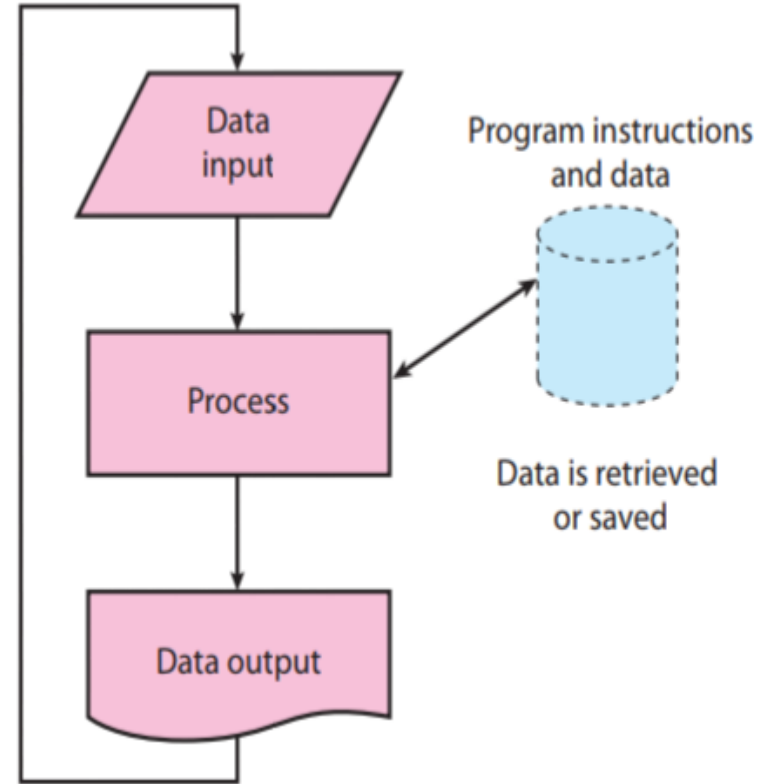 Data
input
Program instructions
and data
Process
Data is retrieved
or saved
Data output